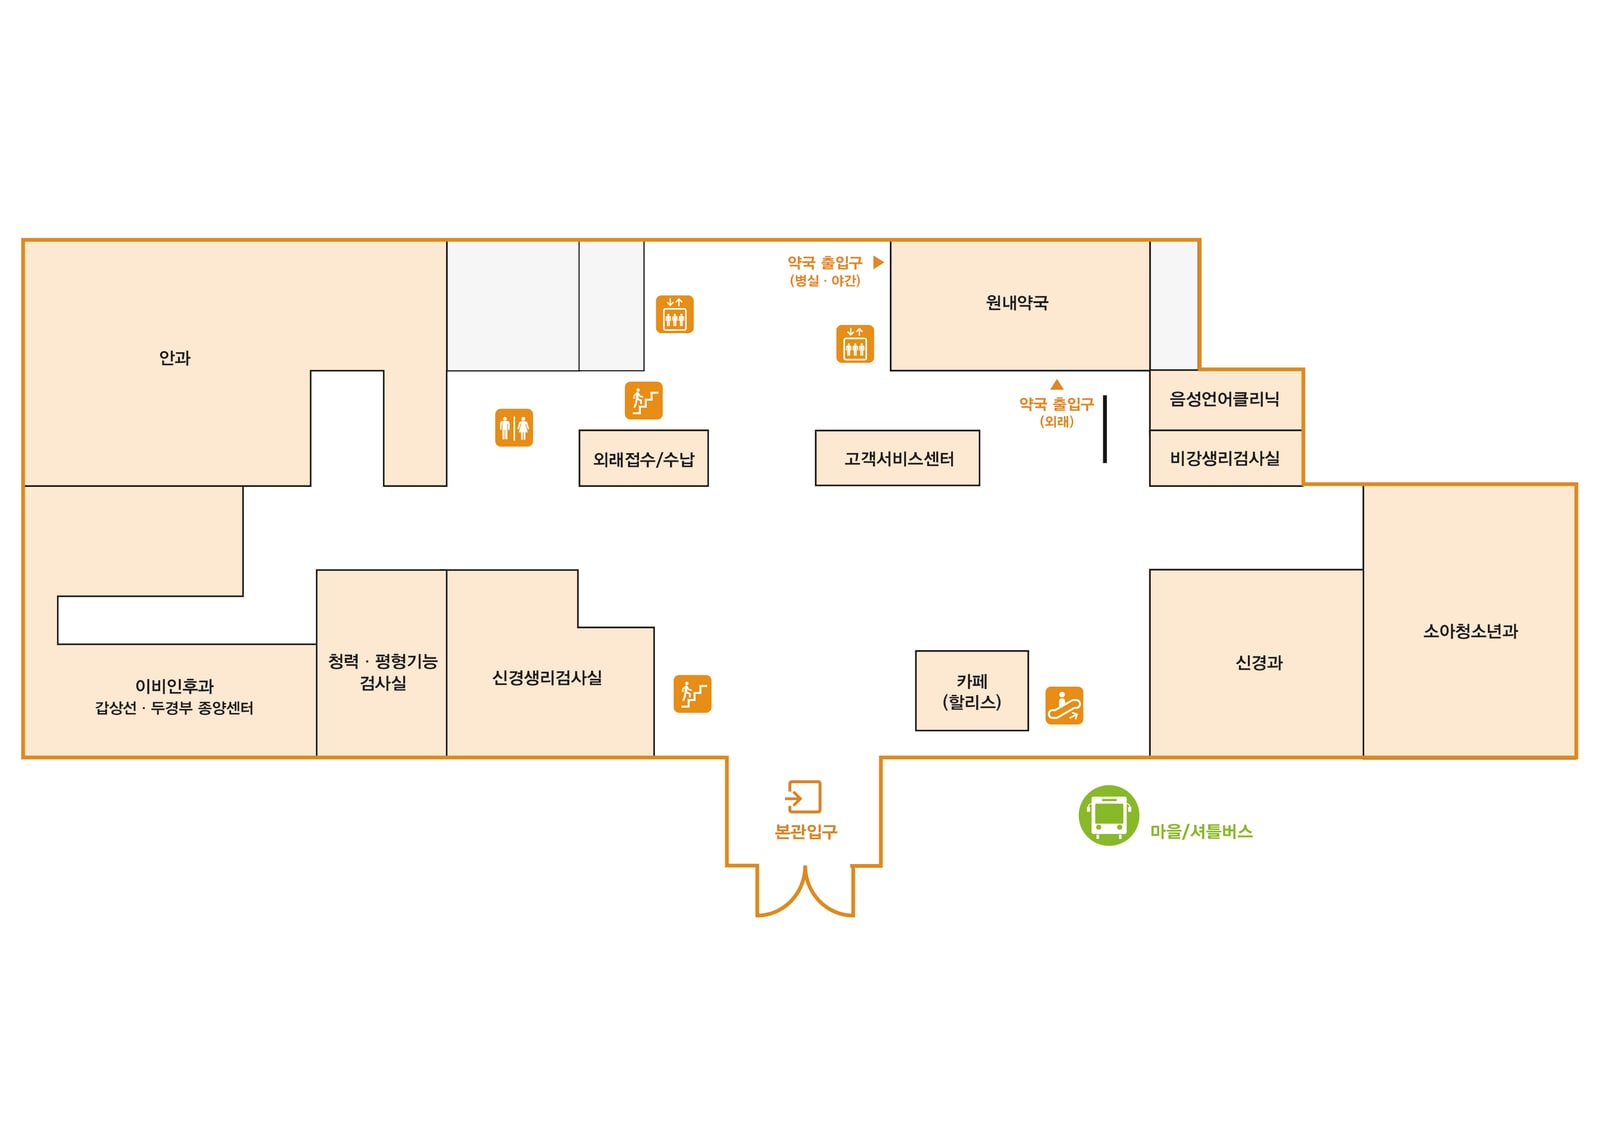 약국 출입구
(병실 · 야간)
원내약국
안과
약국 출입구
(외래)
음성언어클리닉
외래접수/수납
고객서비스센터
비강생리검사실
이비인후과
갑상선 · 두경부 종양센터
청력 · 평형기능
검사실
신경생리검사실
카페
(할리스)
신경과
소아청소년과
본관입구
마을/셔틀버스